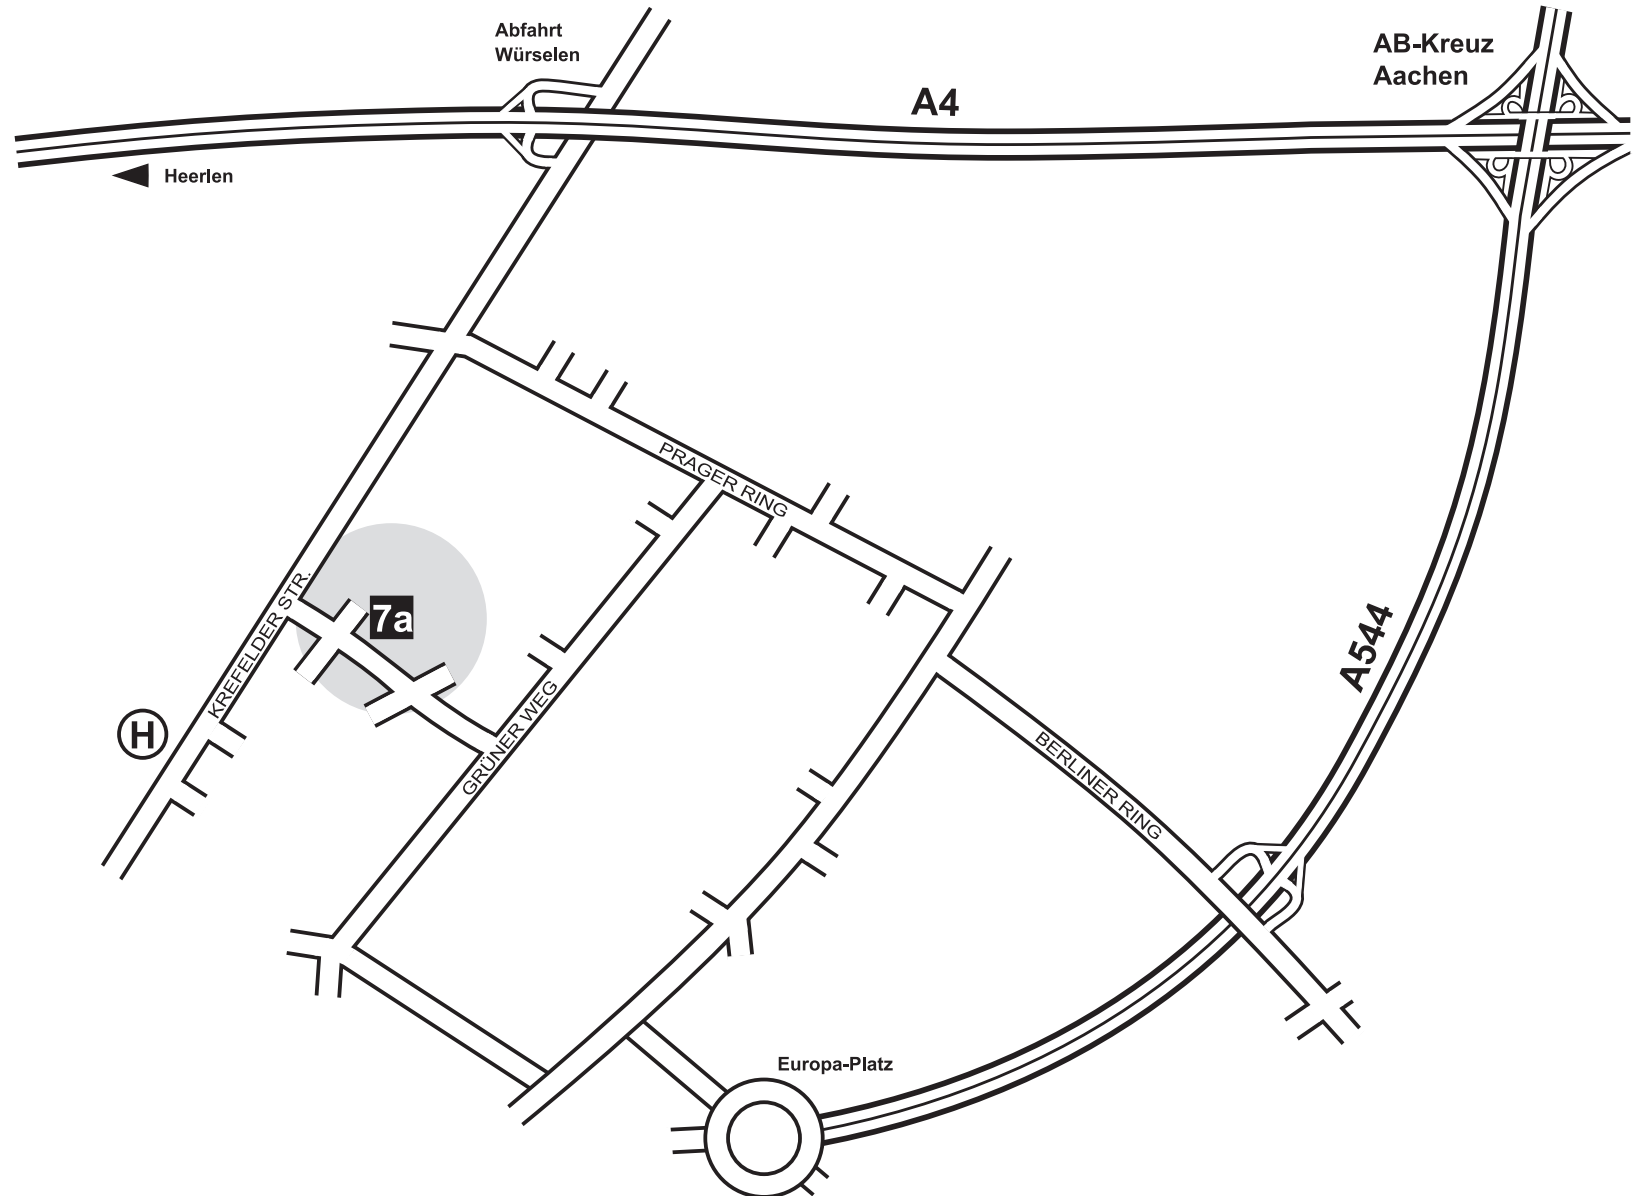 Abfahrt
Würselen
AB-Kreuz
Aachen
A4
Heerlen
PRAGER RING
KREFELDER STR.
7a
A544
GRÜNER WEG
H
BERLINER RING
Europa-Platz